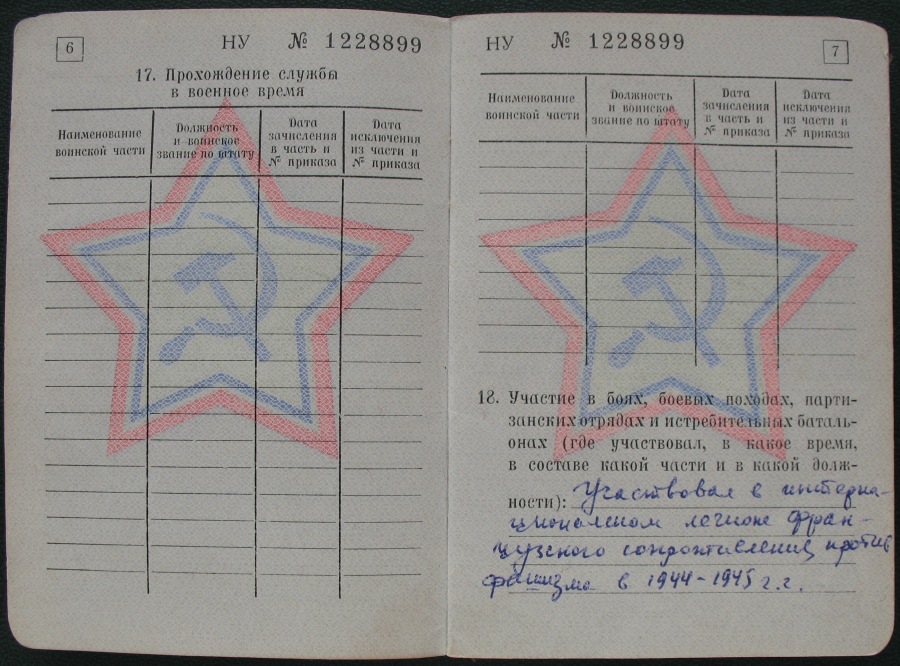 6
НУ № 1228899
17. Прохождение службы
в военное время
Наименование
воинской части
Должность
и воинское
звание по штату
Дата
зачисления
в часть и
№ приказа
Дата
исключения
из части и
№ приказа
НУ № 1228899
7
Наименование
воинской части
Должность
и воинское
звание по штату
Дата
зачисления
в часть и
№ приказа
Дата
исключения
из части и
№ приказа
18. Участие в боях, боевых походах, парти-
занских отрядах и истребительных баталь-
онах (где участвовал, в какое время,
в составе какой части и в какой долж-
ности): Участвовал в интерна-
циональном легионе Фран-
цузского сопротивления против
фашизма в 1944-1945 г.г.